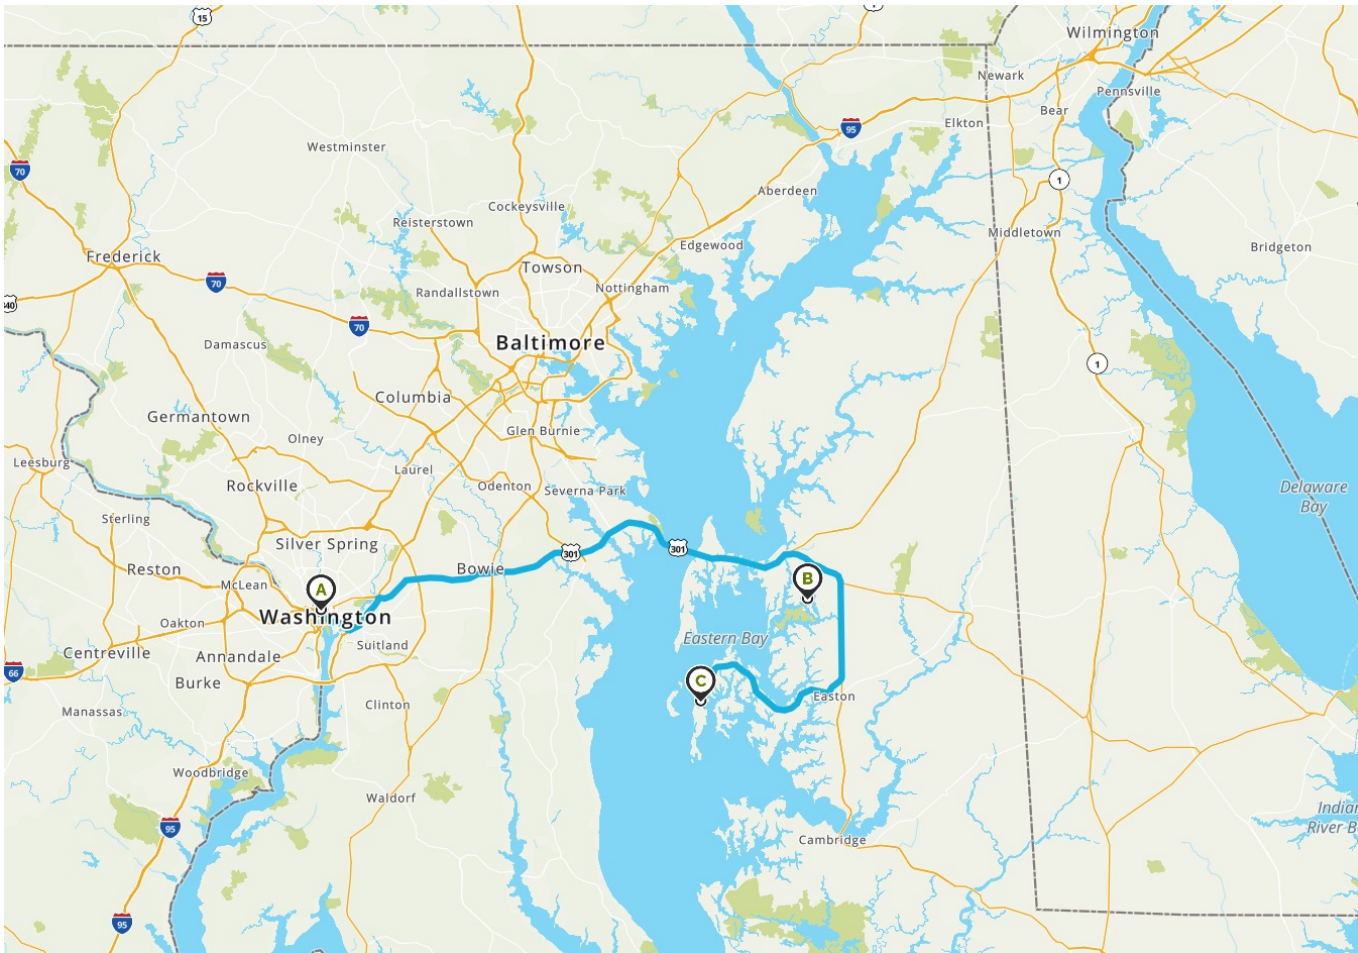 15
1
Wilmington
Newark
Pennsville
Bear
Elkton
95
Westminster
70
1
Aberdeen
Cockeysville
Reisterstown
Middletown
Edgewood
Bridgeton
Frederick
Towson
70
Nottingham
Randallstown
40
70
Baltimore
Damascus
1
Columbia
Germantown
Glen Burnie
Olney
Leesburg
Laurel
Rockville
Odenton
Severna Park
Delaware
Bay
Sterling
Silver Spring
301
301
Reston
Bowie
McLean
A
B
Washington
Oakton
Eastern Bay
Suitland
Centreville
Annandale
66
Burke
C
Easton
Clinton
Manassas
Woodbridge
Waldorf
Indian
River B
95
Cambridge
95